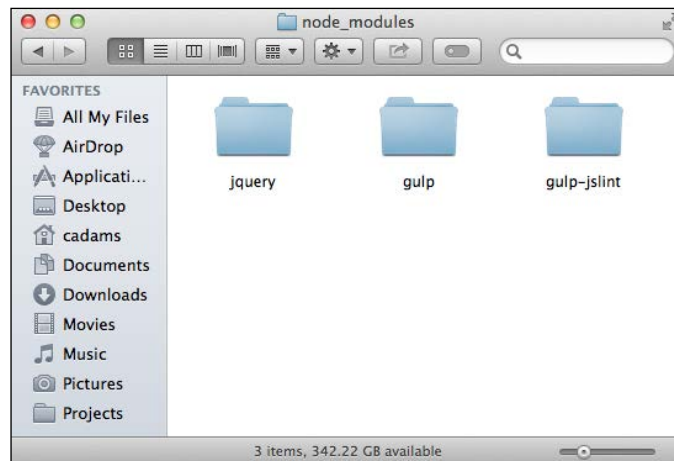 node_modules
FAVORITES
All My Files
AirDrop
Applicati...
Desktop
cadams
Documents
Downloads
Movies
Music
Pictures
Projects
jquery
gulp
gulp-jslint
3 items, 342.22 GB available